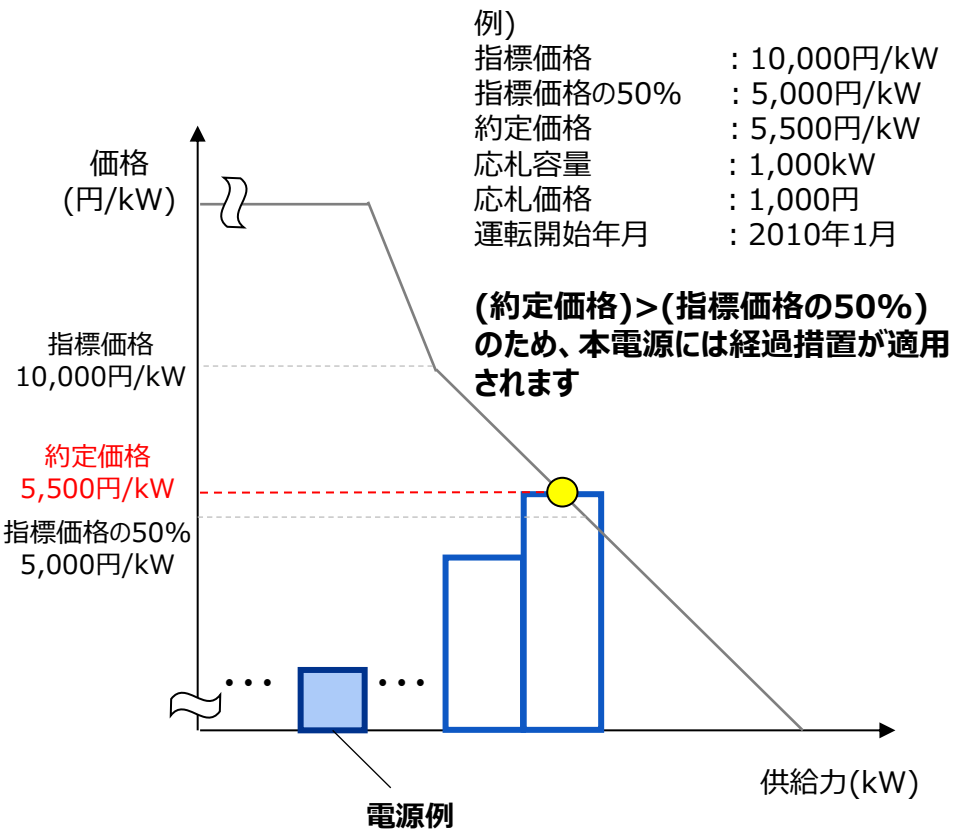 例)
指標価格 : 10,000円/kW
指標価格の50% : 5,000円/kW
約定価格 : 5,500円/kW
応札容量 : 1,000kW
応札価格 : 1,000円
運転開始年月 : 2010年1月
(約定価格)>(指標価格の50%)
のため、本電源には経過措置が適用
されます
価格
(円/kW)
指標価格
10,000円/kW
約定価格
5,500円/kW
指標価格の50%
5,000円/kW
… …
供給力(kW)
電源例